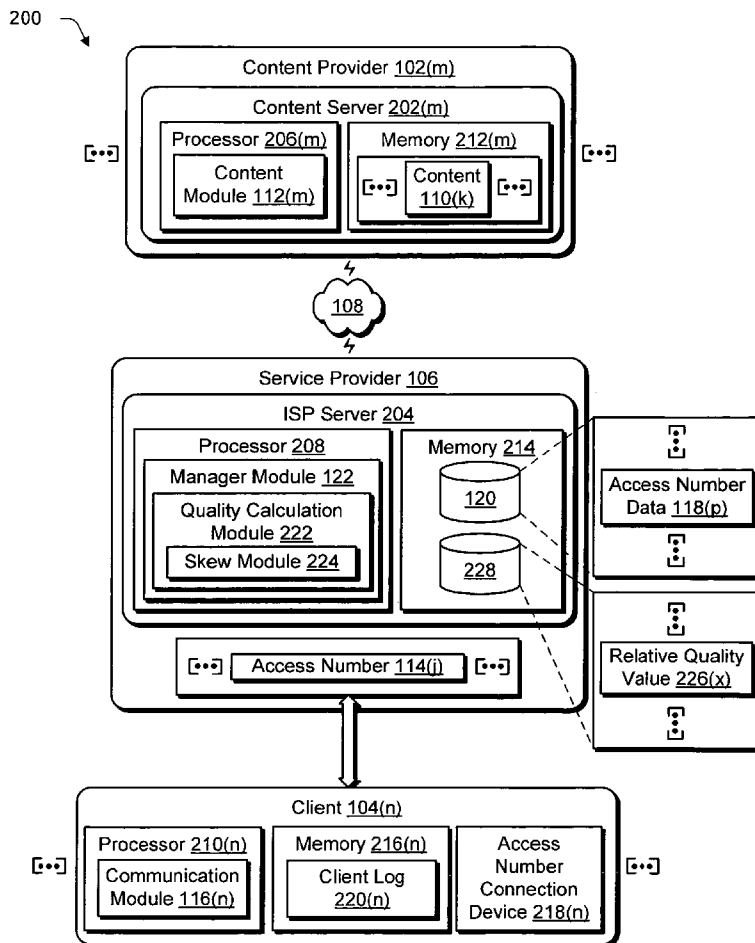 200
Content Provider 102(m)
Content Server 202(m)
Processor 206(m)
Content
Module 112(m)
Memory 212(m)
Content
110(k)
[•••]
[•••]
[•••]
[•••]
108
Service Provider 106
ISP Server 204
Processor 208
Manager Module 122
Quality Calculation
Module 222
Skew Module 224
Memory 214
120
228
[•••]
Access Number
Data 118(p)
[•••]
[•••]
Relative Quality
Value 226(x)
[•••]
[•••]
Access Number 114(j)
[•••]
Client 104(n)
[•••]
Processor 210(n)
Communication
Module 116(n)
Memory 216(n)
Client Log
220(n)
Access
Number
Connection
Device 218(n)
[•••]